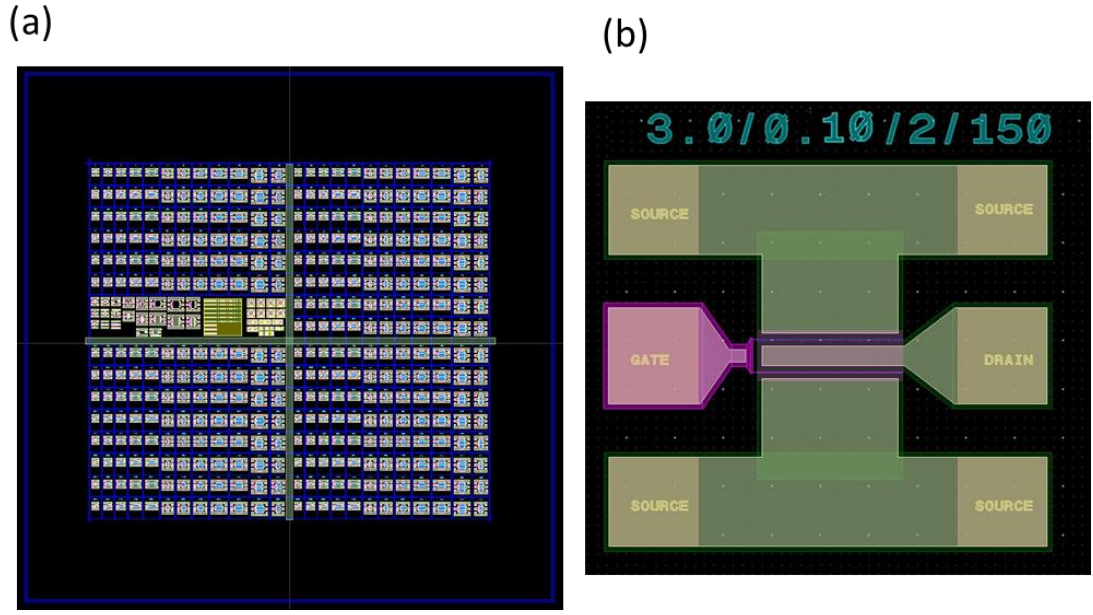 (a)
(b)
3.0/0.10/2/150
SOURCE
SOURCE
GATE
DRAIN
SOURCE
SOURCE